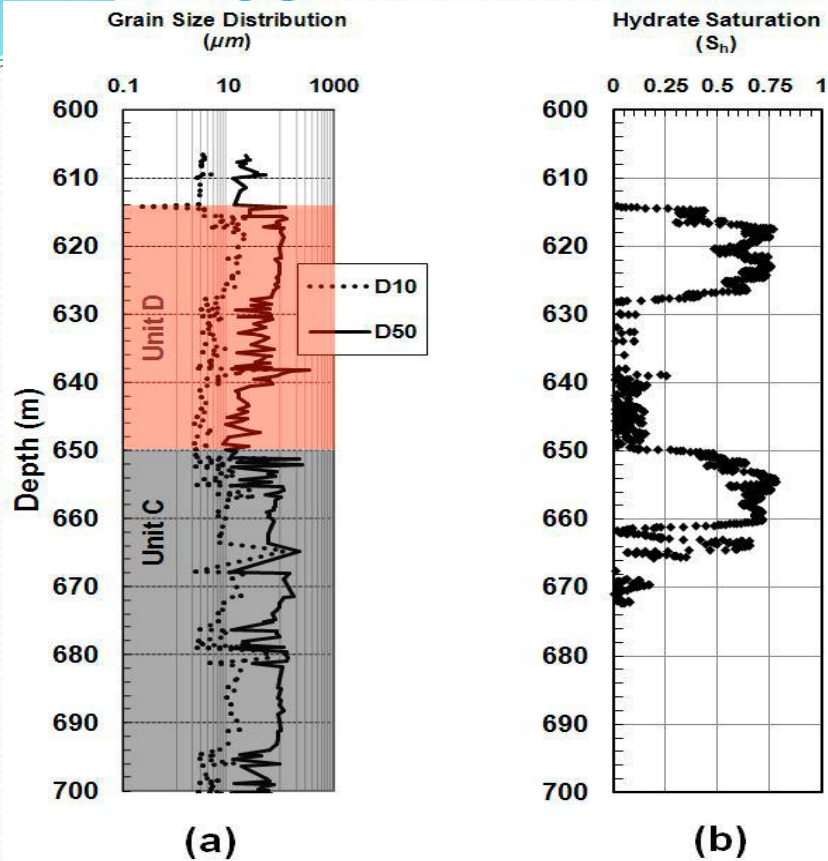 Grain Size Distribution
(µm)
0.1 10 1000
600
610
620
630
640
650
660
670
680
690
700
Depth (m)
Unit D
Unit C
D10
D50
(a)
Hydrate Saturation
(Sh)
0 0.25 0.5 0.75 1
600
610
620
630
640
650
660
670
680
690
700
(b)